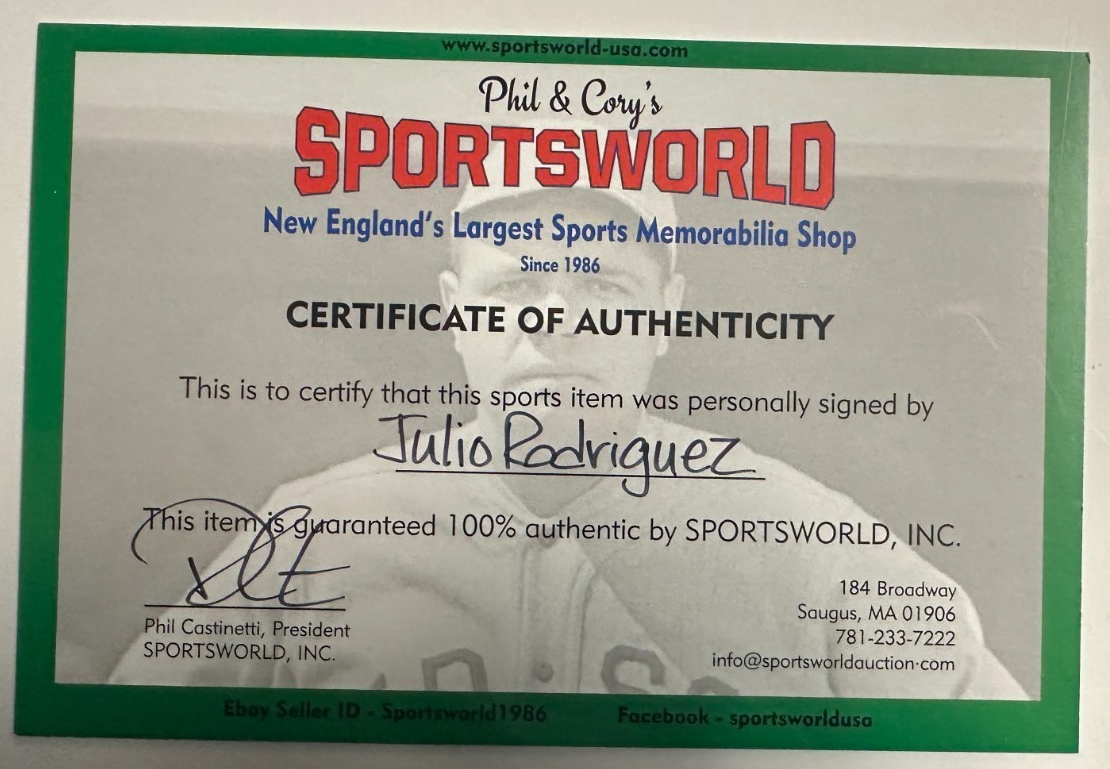 www.sportsworld-usa.com
Phil & Cory's
SPORTSWORLD
New England's Largest Sports Memorabilia Shop
Since 1986
CERTIFICATE OF AUTHENTICITY
This is to certify that this sports item was personally signed by
Julio Rodriguez
This item is guaranteed 100% authentic by SPORTSWORLD, INC.
Phil Castinetti, President
SPORTSWORLD, INC.
184 Broadway
Saugus, MA 01906
781-233-7222
info@sportsworldauction·com
Ebay Seller ID - Sportsworld1986
Facebook - sportsworldusa